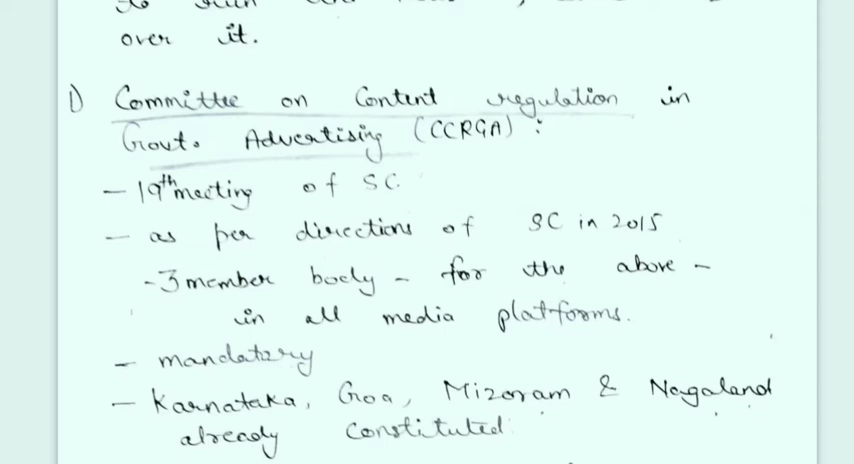 over it.
1) Committee on Content regulation in
Govt. Advertising (CCRGA) :
- 19th meeting of SC.
- as per directions of SC in 2015
- 3 member body - for the above -
in all media platforms.
- mandatory
- Karnataka, Goa, Mizoram & Nagaland
already constituted.